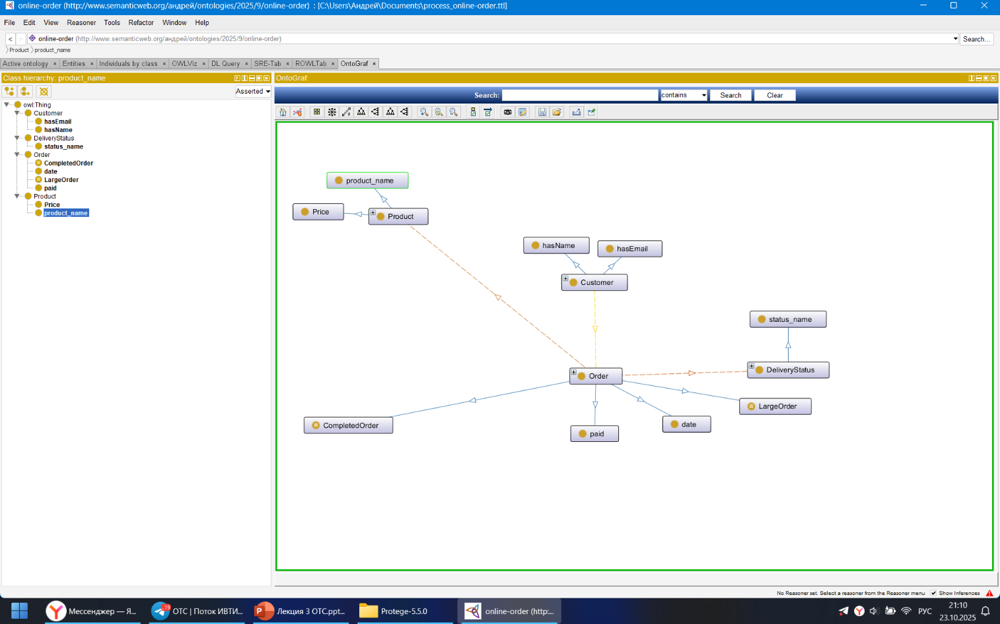 online-order (http://www.semanticweb.org/андрей/ontologies/2025/9/online-order) : [C:\Users\Андрей\Documents\process_online-order.ttl]
File Edit View Reasoner Tools Refactor Window Help
< > online-order (http://www.semanticweb.org/андрей/ontologies/2025/9/online-order) Search...
Product product_name
Active ontology × Entities × Individuals by class × OWLViz × DL Query × SRE-Tab × ROWLTab × OntoGraf ×
Class hierarchy: product_name
OntoGraf:
Asserted
Search: contains Search Clear
owl:Thing
Customer
hasEmail
hasName
DeliveryStatus
status_name
Order
CompletedOrder
date
LargeOrder
paid
Product
Price
product_name
product_name
Price
Product
hasName
hasEmail
Customer
status_name
Order
DeliveryStatus
LargeOrder
CompletedOrder
paid
date
No Reasoner set. Select a reasoner from the Reasoner menu Show Inferences
Мессенджер — Я...
19
ОТС | Поток ИВТИ...
Лекция 3 ОТС.ppt...
Protege-5.5.0
online-order (http:...
РУС
21:10
23.10.2025